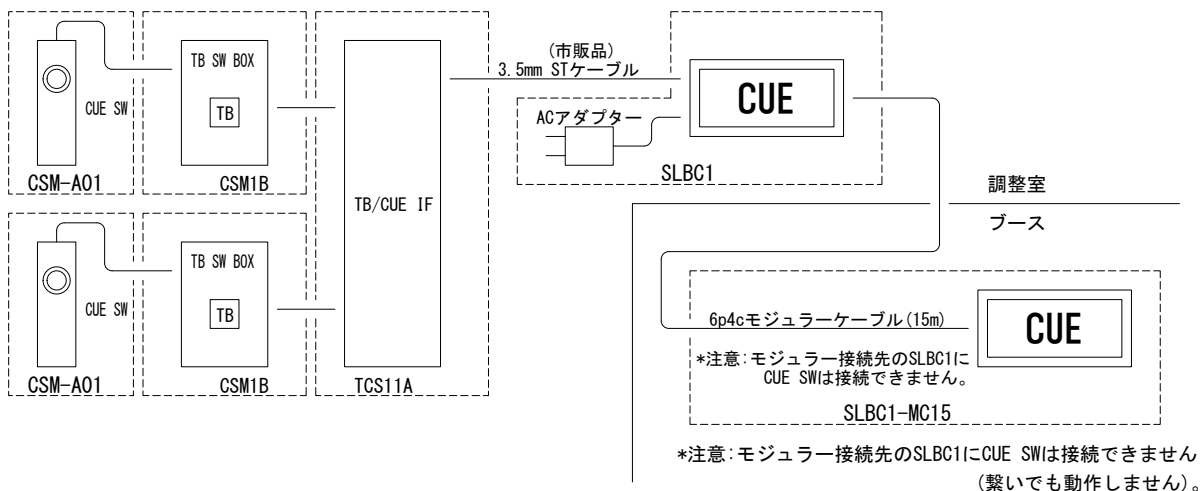 TB SW BOX
TB
CUE SW
CSM-A01
CSM1B
TB SW BOX
TB
CUE SW
CSM-A01
CSM1B
TB/CUE IF
TCS11A
(市販品)
3.5mm STケーブル
CUE
ACアダプター
SLBC1
調整室
ブース
6p4cモジュラーケーブル(15m)
CUE
*注意:モジュラー接続先のSLBC1に
CUE SWは接続できません。
SLBC1-MC15
*注意:モジュラー接続先のSLBC1にCUE SWは接続できません
(繋いでも動作しません)。